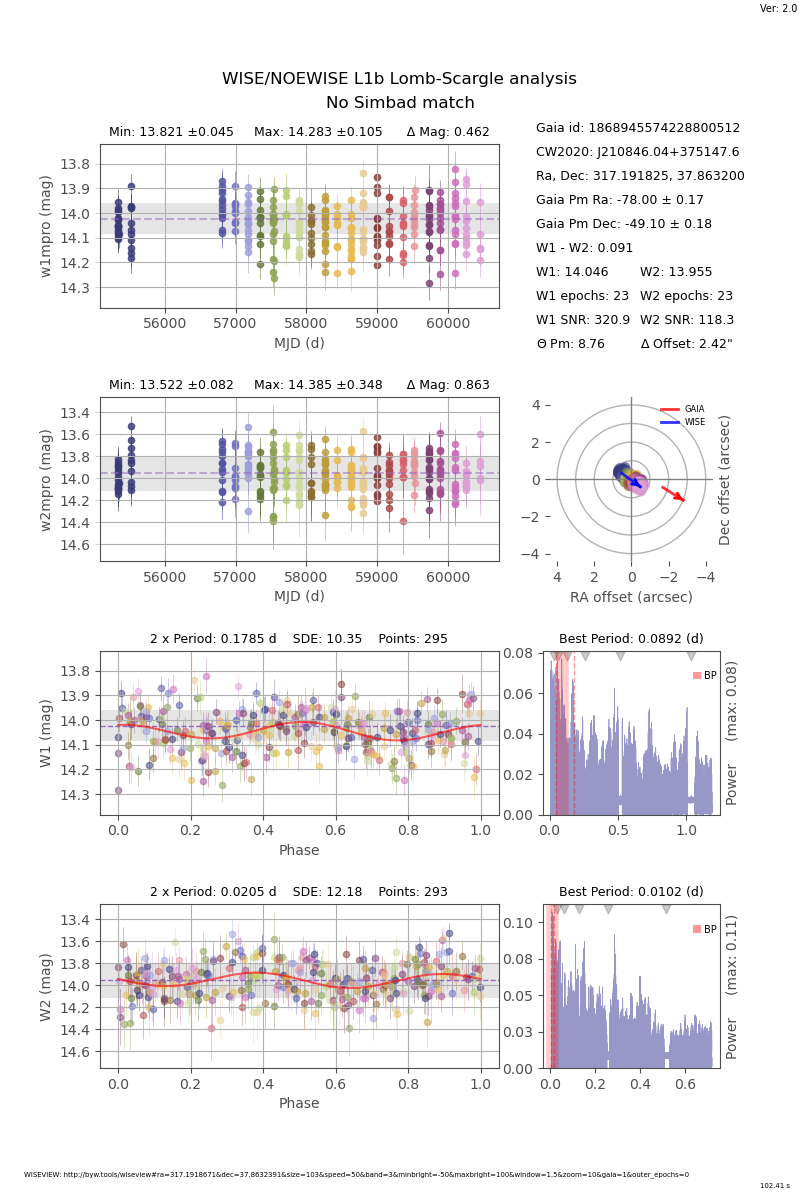 Ver: 2.0
WISE/NOEWISE L1b Lomb-Scargle analysis
No Simbad match
Min: 13.821 ±0.045 Max: 14.283 ±0.105 Δ Mag: 0.462
13.8
13.9
14.0
14.1
14.2
14.3
w1mpro (mag)
56000 57000 58000 59000 60000
MJD (d)
Gaia id: 1868945574228800512
CW2020: J210846.04+375147.6
Ra, Dec: 317.191825, 37.863200
Gaia Pm Ra: -78.00 ± 0.17
Gaia Pm Dec: -49.10 ± 0.18
W1 - W2: 0.091
W1: 14.046 W2: 13.955
W1 epochs: 23 W2 epochs: 23
W1 SNR: 320.9 W2 SNR: 118.3
Θ Pm: 8.76 Δ Offset: 2.42"
Min: 13.522 ±0.082 Max: 14.385 ±0.348 Δ Mag: 0.863
13.4
13.6
13.8
14.0
14.2
14.4
14.6
w2mpro (mag)
56000 57000 58000 59000 60000
MJD (d)
GAIA
WISE
4
2
0
−2
−4
4 2 0 −2 −4
RA offset (arcsec)
Dec offset (arcsec)
2 x Period: 0.1785 d SDE: 10.35 Points: 295
13.8
13.9
14.0
14.1
14.2
14.3
W1 (mag)
0.0 0.2 0.4 0.6 0.8 1.0
Phase
Best Period: 0.0892 (d)
BP
0.08
0.06
0.04
0.02
0.00
0.0 0.5 1.0
Power (max: 0.08)
2 x Period: 0.0205 d SDE: 12.18 Points: 293
13.4
13.6
13.8
14.0
14.2
14.4
14.6
W2 (mag)
0.0 0.2 0.4 0.6 0.8 1.0
Phase
Best Period: 0.0102 (d)
BP
0.10
0.08
0.05
0.03
0.00
0.0 0.2 0.4 0.6
Power (max: 0.11)
WISEVIEW: http://byw.tools/wiseview#ra=317.1918671&dec=37.8632391&size=103&speed=50&band=3&minbright=-50&maxbright=100&window=1.5&zoom=10&gaia=1&outer_epochs=0
102.41 s